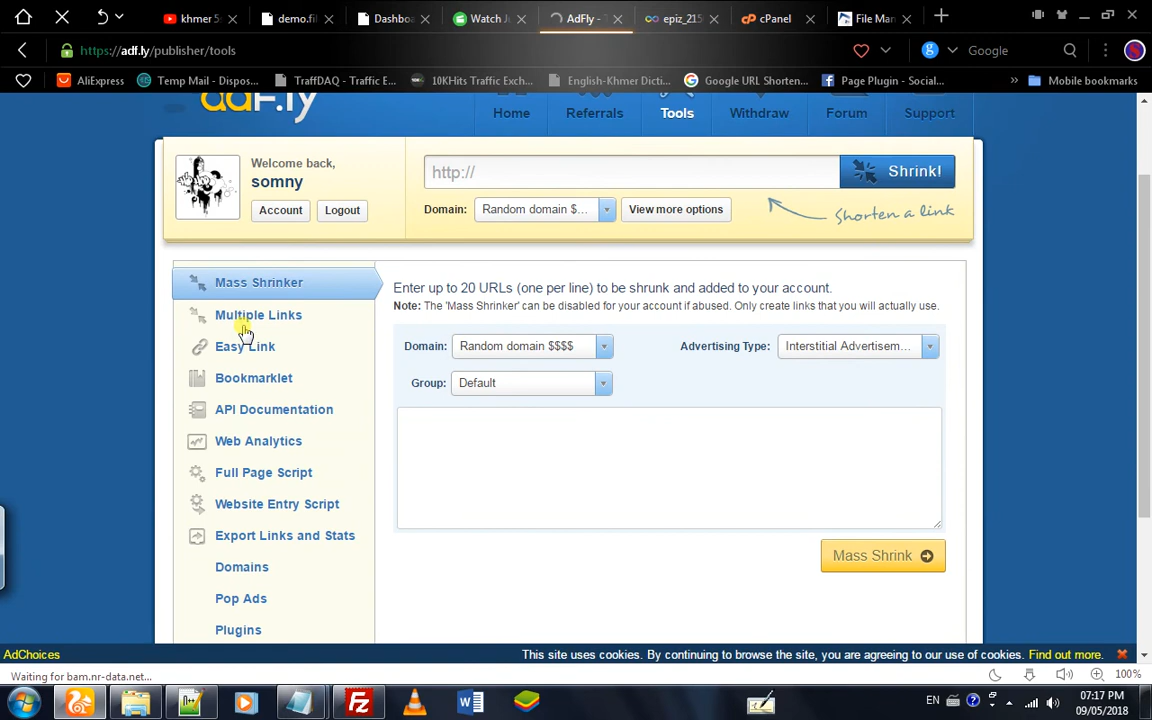 khmer 5
demo.fi
Dashboa
Watch J
AdFly -
epiz_215
cPanel
File Man
https://adf.ly/publisher/tools
Google
AliExpress
Temp Mail - Dispos...
TraffDAQ - Traffic E...
10KHits Traffic Exch...
English-Khmer Dicti...
Google URL Shorten...
Page Plugin - Social...
Mobile bookmarks
adF.ly
Home
Referrals
Tools
Withdraw
Forum
Support
Welcome back,
somny
Account
Logout
http://
Shrink!
Domain:
Random domain $...
View more options
Shorten a link
Mass Shrinker
Multiple Links
Easy Link
Bookmarklet
API Documentation
Web Analytics
Full Page Script
Website Entry Script
Export Links and Stats
Domains
Pop Ads
Plugins
Enter up to 20 URLs (one per line) to be shrunk and added to your account.
Note: The 'Mass Shrinker' can be disabled for your account if abused. Only create links that you will actually use.
Domain:
Random domain $$$$
Advertising Type:
Interstitial Advertisem...
Group:
Default
Mass Shrink
AdChoices
This site uses cookies. By continuing to browse the site, you are agreeing to our use of cookies. Find out more.
Waiting for bam.nr-data.net...
100%
EN
07:17 PM
09/05/2018